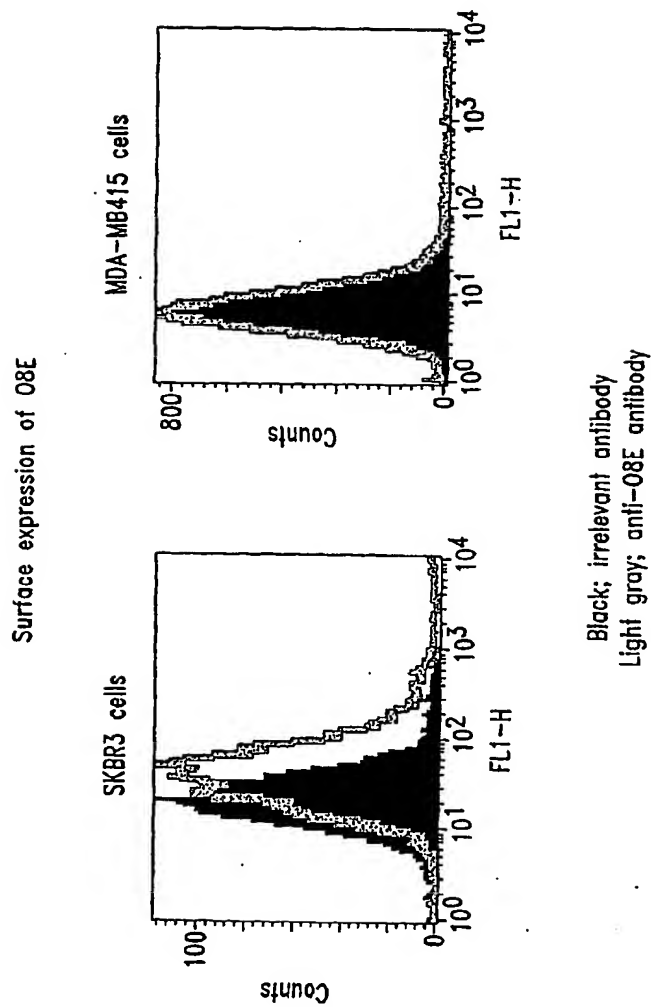 Surface expression of O8E
SKBR3 cells
100
0
Counts
10^0
10^1
10^2
10^3
10^4
FL1-H
MDA-MB415 cells
800
0
Counts
10^0
10^1
10^2
10^3
10^4
FL1-H
Black; irrelevant antibody
Light gray; anti-O8E antibody